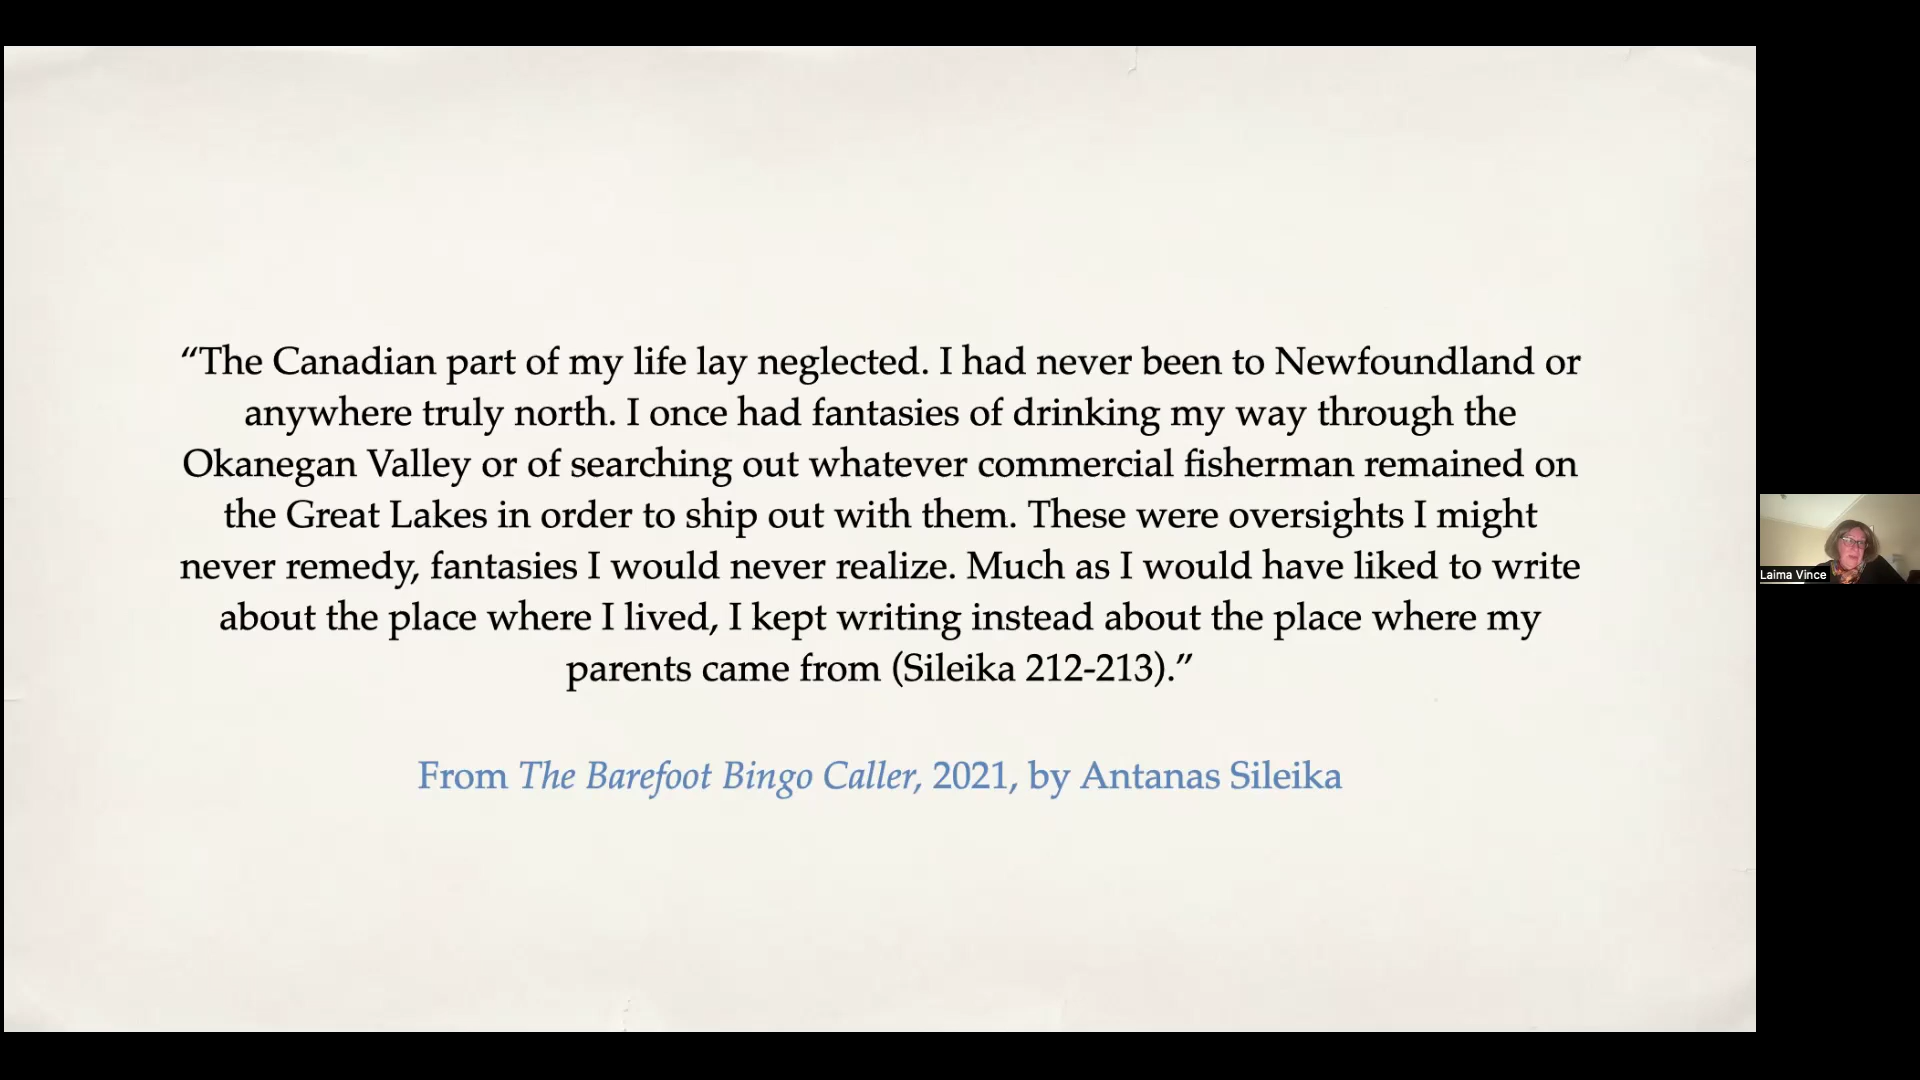 “The Canadian part of my life lay neglected. I had never been to Newfoundland or
anywhere truly north. I once had fantasies of drinking my way through the
Okanegan Valley or of searching out whatever commercial fisherman remained on
the Great Lakes in order to ship out with them. These were oversights I might
never remedy, fantasies I would never realize. Much as I would have liked to write
about the place where I lived, I kept writing instead about the place where my
parents came from (Sileika 212-213).”
From The Barefoot Bingo Caller, 2021, by Antanas Sileika
Laima Vince